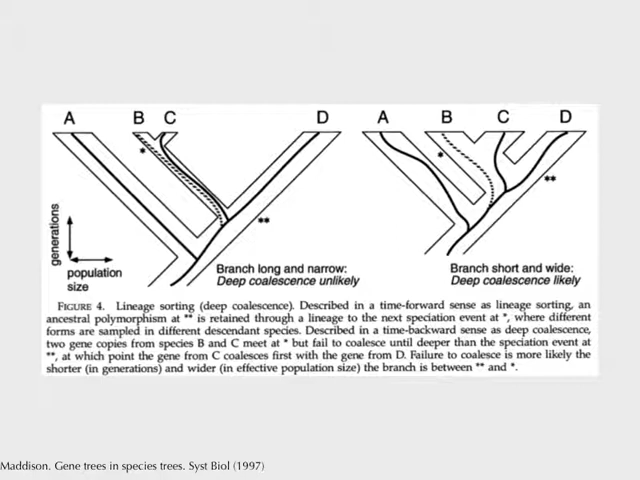 A B C D A B C D
*
**
*
**
generations
population
size
Branch long and narrow:
Deep coalescence unlikely
Branch short and wide:
Deep coalescence likely
FIGURE 4. Lineage sorting (deep coalescence). Described in a time-forward sense as lineage sorting, an
ancestral polymorphism at ** is retained through a lineage to the next speciation event at *, where different
forms are sampled in different descendant species. Described in a time-backward sense as deep coalescence,
two gene copies from species B and C meet at * but fail to coalesce until deeper than the speciation event at
**, at which point the gene from C coalesces first with the gene from D. Failure to coalesce is more likely the
shorter (in generations) and wider (in effective population size) the branch is between ** and *.
Maddison. Gene trees in species trees. Syst Biol (1997)